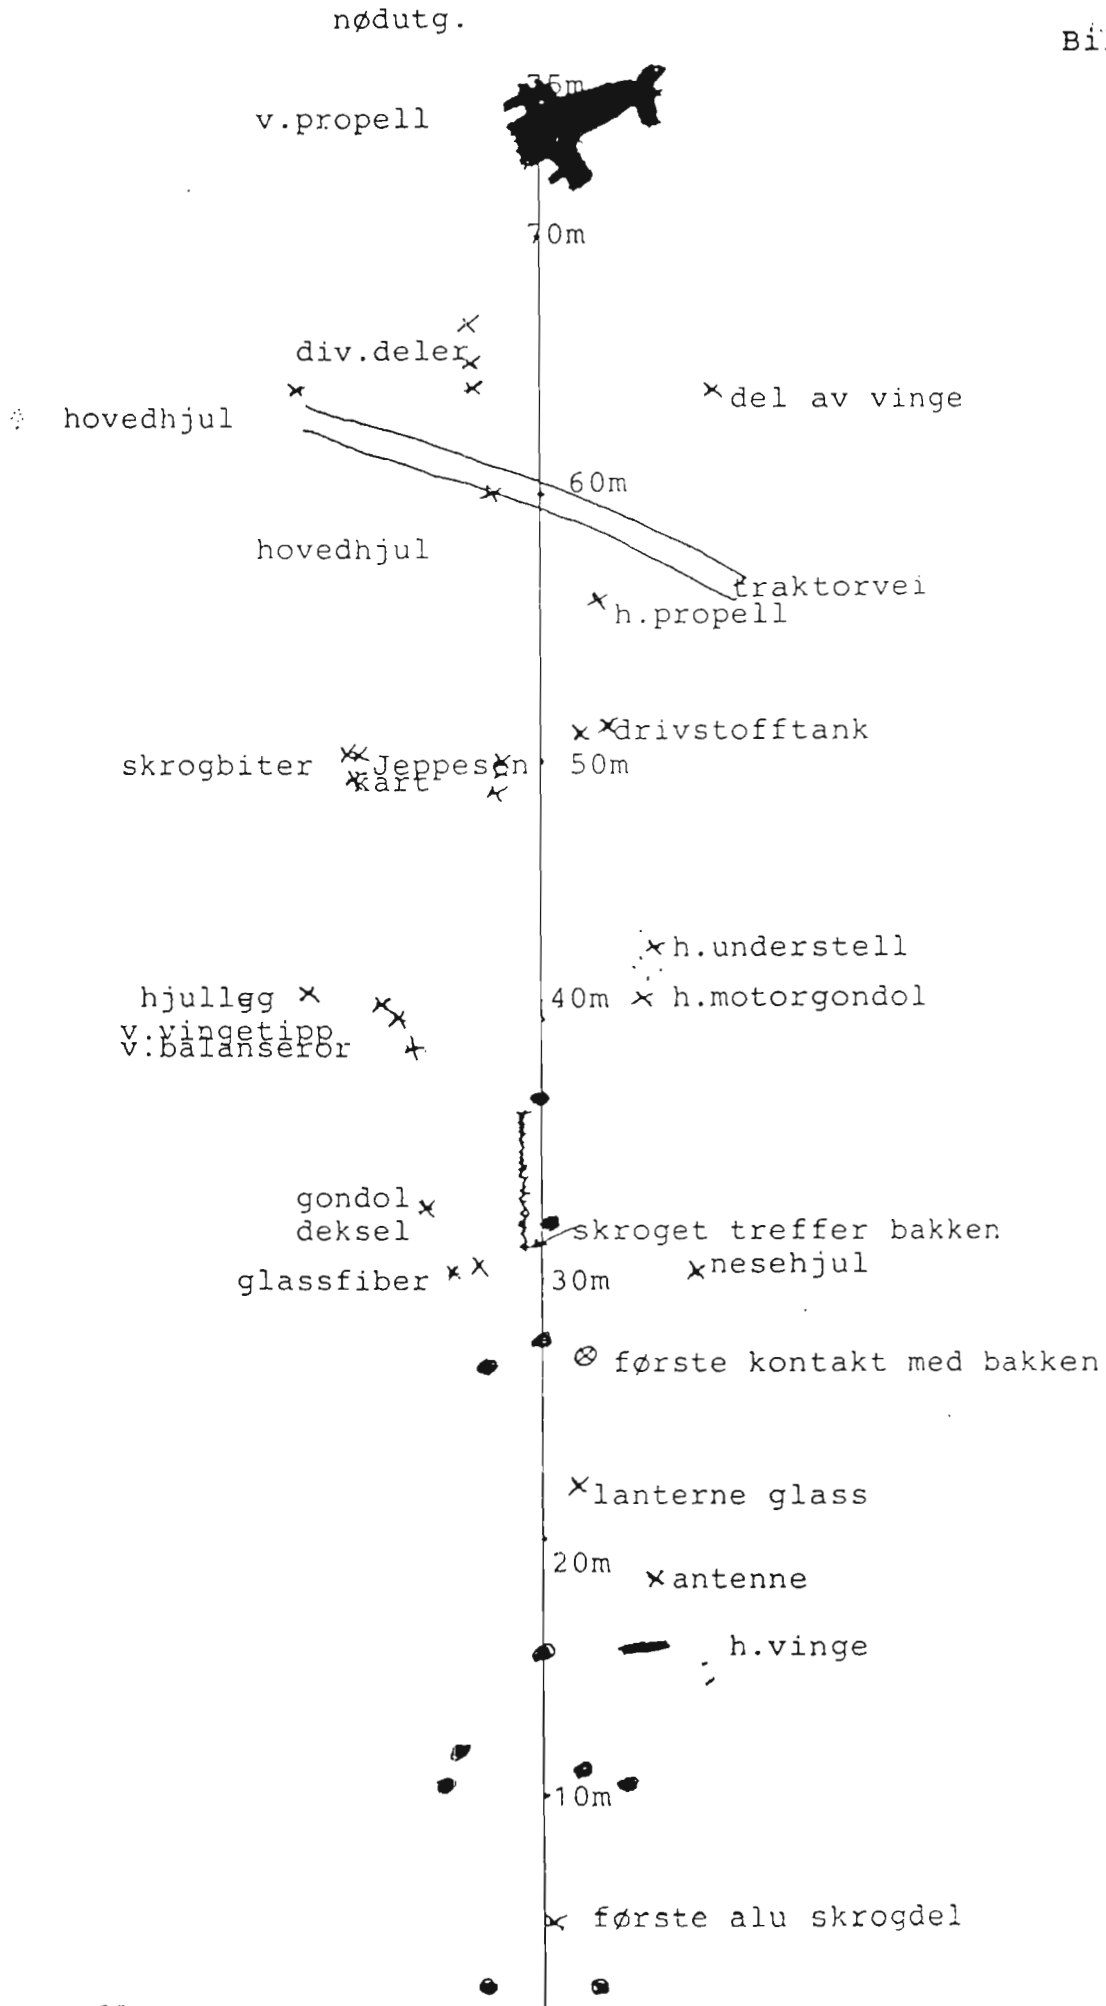 nødutg.
75m
v.propell
70m
div.deler
del av vinge
hovedhjul
60m
hovedhjul
traktorvei
h.propell
drivstofftank
skrogbiter
Jeppesen
50m
kart
h.understell
hjullgg
40m
h.motorgondol
v.vingetipp
v.balanseror
gondol
deksel
skroget treffer bakken
nesehjul
glassfiber
30m
første kontakt med bakken
lanterne glass
20m
antenne
h.vinge
10m
første alu skrogdel